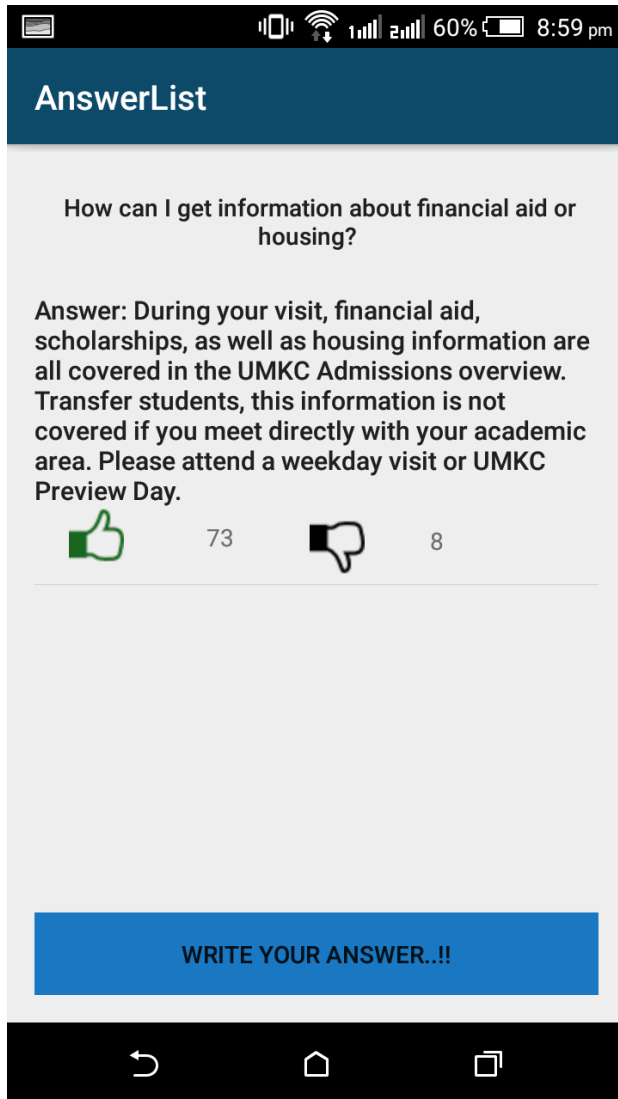 1 2 60% 8:59 pm
AnswerList
How can I get information about financial aid or
housing?
Answer: During your visit, financial aid,
scholarships, as well as housing information are
all covered in the UMKC Admissions overview.
Transfer students, this information is not
covered if you meet directly with your academic
area. Please attend a weekday visit or UMKC
Preview Day.
73 8
WRITE YOUR ANSWER..!!